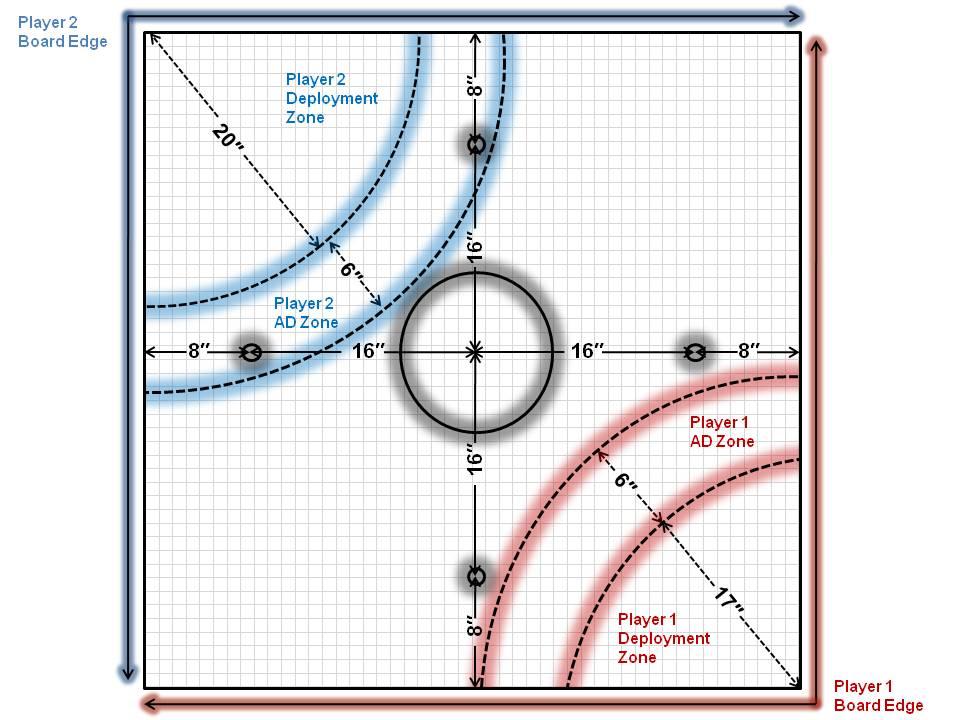 Player 2
Board Edge
Player 2
Deployment
Zone
8″
20″
16″
6″
Player 2
AD Zone
8″
16″
16″
8″
Player 1
AD Zone
16″
6″
17″
8″
Player 1
Deployment
Zone
Player 1
Board Edge